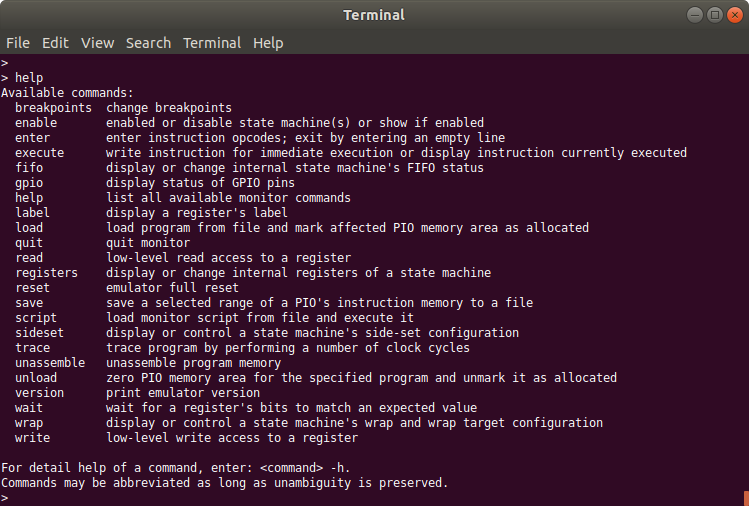 Terminal
File Edit View Search Terminal Help
>
> help
Available commands:
  breakpoints  change breakpoints
  enable       enabled or disable state machine(s) or show if enabled
  enter        enter instruction opcodes; exit by entering an empty line
  execute      write instruction for immediate execution or display instruction currently executed
  fifo         display or change internal state machine's FIFO status
  gpio         display status of GPIO pins
  help         list all available monitor commands
  label        display a register's label
  load         load program from file and mark affected PIO memory area as allocated
  quit         quit monitor
  read         low-level read access to a register
  registers    display or change internal registers of a state machine
  reset        emulator full reset
  save         save a selected range of a PIO's instruction memory to a file
  script       load monitor script from file and execute it
  sideset      display or control a state machine's side-set configuration
  trace        trace program by performing a number of clock cycles
  unassemble   unassemble program memory
  unload       zero PIO memory area for the specified program and unmark it as allocated
  version      print emulator version
  wait         wait for a register's bits to match an expected value
  wrap         display or control a state machine's wrap and wrap target configuration
  write        low-level write access to a register

For detail help of a command, enter: <command> -h.
Commands may be abbreviated as long as unambiguity is preserved.
>